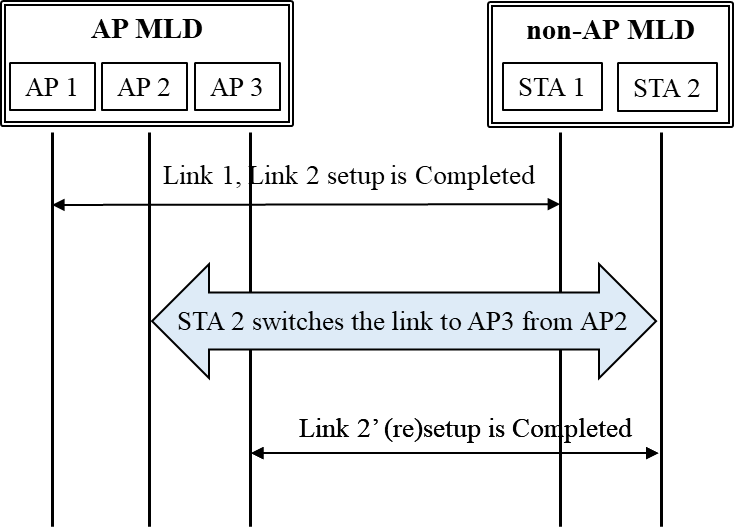 AP MLD
non-AP MLD
AP 1
AP 2
AP 3
STA 1
STA 2
Link 1, Link 2 setup is Completed
STA 2 switches the link to AP3 from AP2
Link 2’ (re)setup is Completed